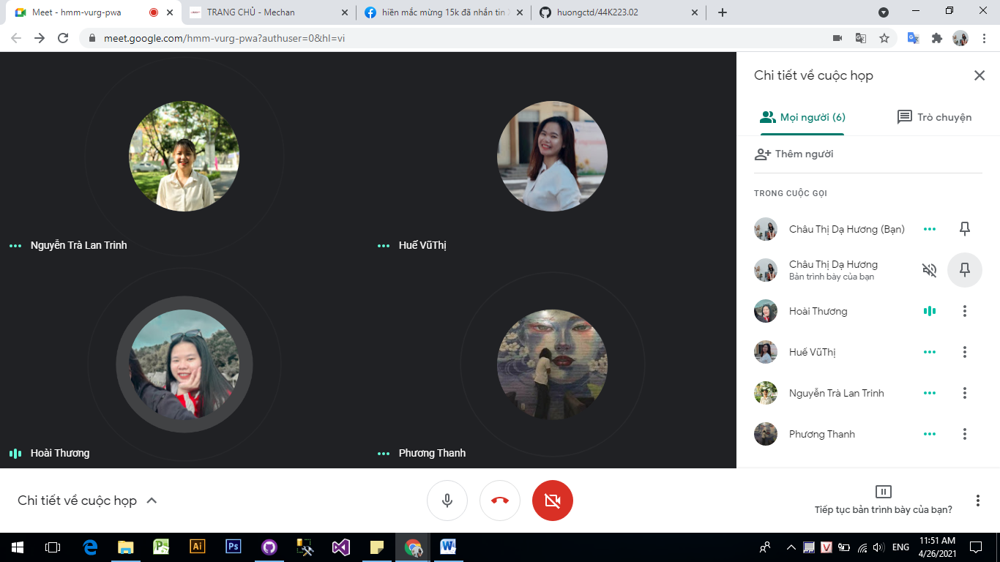 Meet - hmm-vurg-pwa
TRANG CHỦ - Mechan
hiền mắc mừng 15k đã nhắn tin
huongctd/44K223.02
meet.google.com/hmm-vurg-pwa?authuser=0&hl=vi
Nguyễn Trà Lan Trinh
Huế VũThị
Hoài Thương
Phương Thanh
Chi tiết về cuộc họp
Mọi người (6)
Trò chuyện
Thêm người
TRONG CUỘC GỌI
Châu Thị Dạ Hương (Bạn)
Châu Thị Dạ Hương
Bản trình bày của bạn
Hoài Thương
Huế VũThị
Nguyễn Trà Lan Trinh
Phương Thanh
Chi tiết về cuộc họp
Tiếp tục bản trình bày của bạn?
Ai
Ps
ENG
11:51 AM
4/26/2021